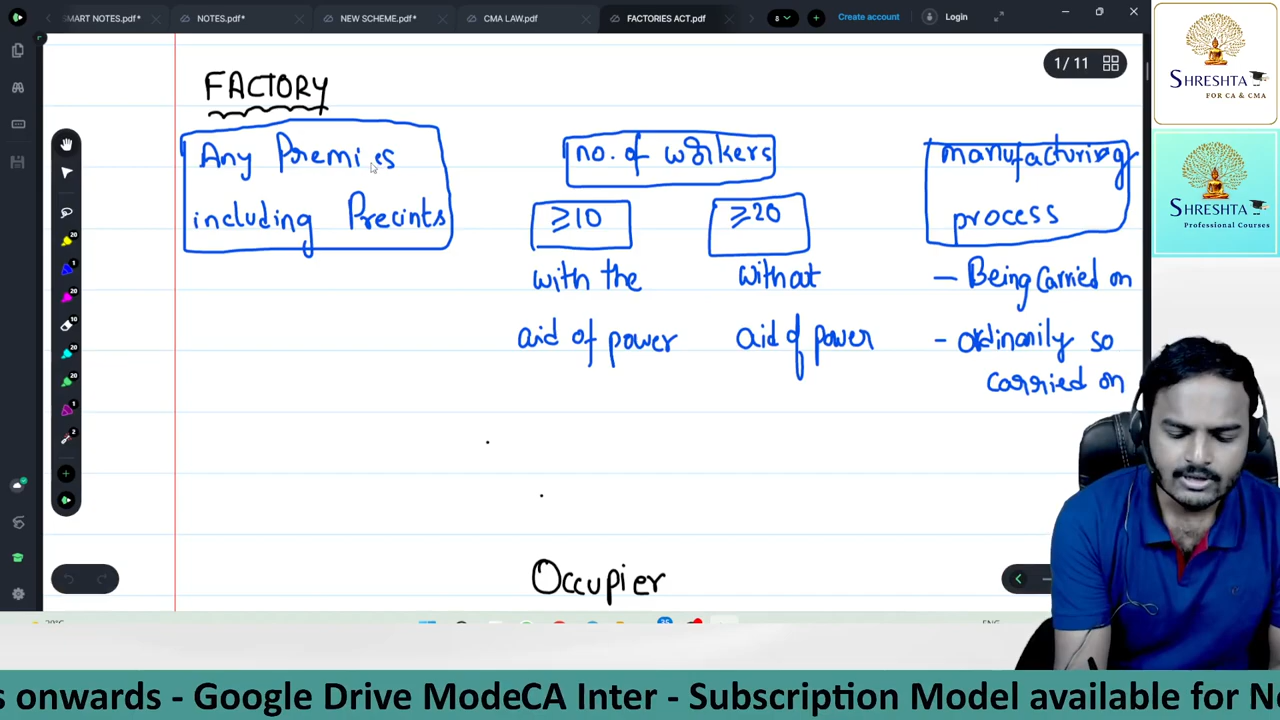 SMART NOTES.pdf*
NOTES.pdf*
NEW SCHEME.pdf*
CMA LAW.pdf
FACTORIES ACT.pdf
8
Create account
Login
1 / 11
FACTORY
Any Premises
including Precints
no. of workers
≥10
≥20
with the
aid of power
without
aid of power
manufacturing
process
- Being carried on
- ordinarily so
carried on
Occupier
SHRESHTA
FOR CA & CMA
SHRESHTA
Professional Courses
ENG
s onwards - Google Drive ModeCA Inter - Subscription Model available for No